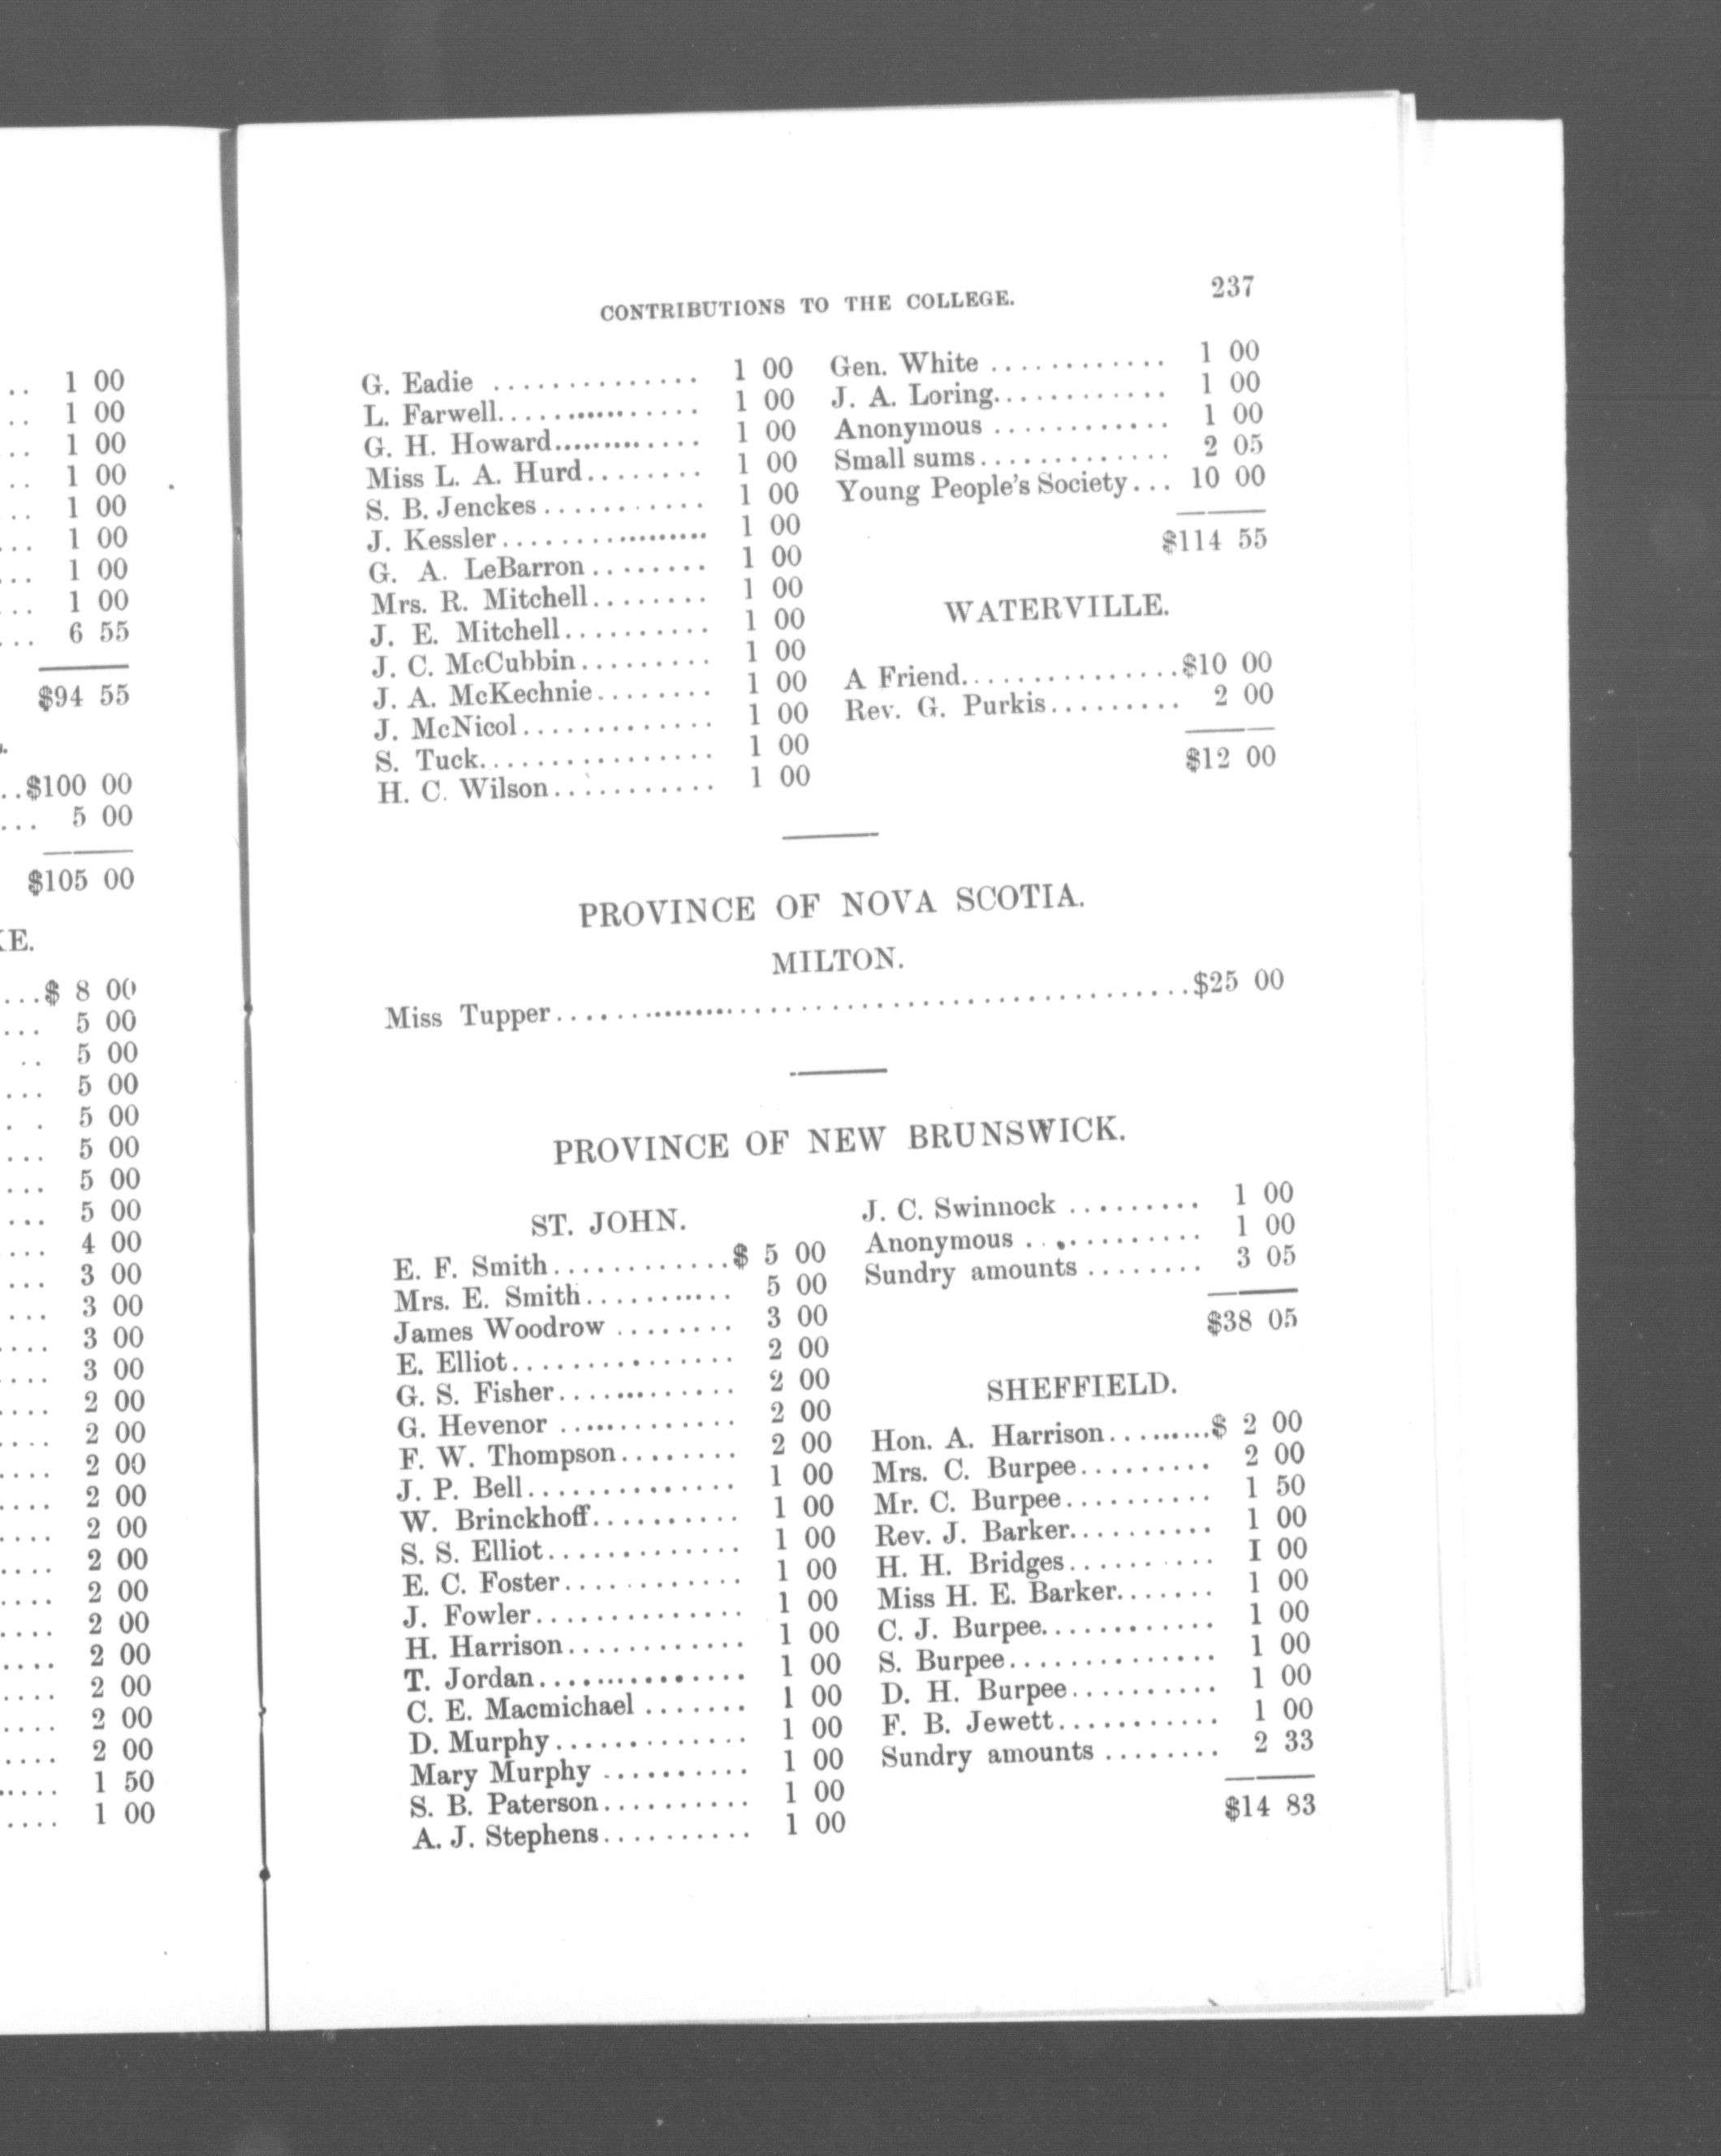 1 00
1 00
1 00
1 00
1 00
1 00
1 00
1 00
6 55
$94 55
$100 00
5 00
$105 00
KE.
$ 8 00
5 00
5 00
5 00
5 00
5 00
5 00
5 00
4 00
3 00
3 00
3 00
3 00
2 00
2 00
2 00
2 00
2 00
2 00
2 00
2 00
2 00
2 00
2 00
2 00
1 50
1 00
CONTRIBUTIONS TO THE COLLEGE. 237
G. Eadie .............. 1 00
L. Farwell............... 1 00
G. H. Howard............ 1 00
Miss L. A. Hurd........ 1 00
S. B. Jenckes........... 1 00
J. Kessler................ 1 00
G. A. LeBarron........ 1 00
Mrs. R. Mitchell........ 1 00
J. E. Mitchell.......... 1 00
J. C. McCubbin......... 1 00
J. A. McKechnie........ 1 00
J. McNicol............. 1 00
S. Tuck................ 1 00
H. C. Wilson........... 1 00
Gen. White ............ 1 00
J. A. Loring............ 1 00
Anonymous ............ 1 00
Small sums............. 2 05
Young People's Society... 10 00
$114 55
WATERVILLE.
A Friend................$10 00
Rev. G. Purkis......... 2 00
$12 00
PROVINCE OF NOVA SCOTIA.
MILTON.
Miss Tupper..........................................$25 00
PROVINCE OF NEW BRUNSWICK.
ST. JOHN.
E. F. Smith............$ 5 00
Mrs. E. Smith.......... 5 00
James Woodrow ........ 3 00
E. Elliot............... 2 00
G. S. Fisher............ 2 00
G. Hevenor ............ 2 00
F. W. Thompson........ 2 00
J. P. Bell.............. 1 00
W. Brinckhoff.......... 1 00
S. S. Elliot............. 1 00
E. C. Foster............ 1 00
J. Fowler.............. 1 00
H. Harrison............ 1 00
T. Jordan............... 1 00
C. E. Macmichael ....... 1 00
D. Murphy............. 1 00
Mary Murphy .......... 1 00
S. B. Paterson.......... 1 00
A. J. Stephens.......... 1 00
J. C. Swinnock ......... 1 00
Anonymous ........... 1 00
Sundry amounts ........ 3 05
$38 05
SHEFFIELD.
Hon. A. Harrison.........$ 2 00
Mrs. C. Burpee......... 2 00
Mr. C. Burpee.......... 1 50
Rev. J. Barker.......... 1 00
H. H. Bridges.......... 1 00
Miss H. E. Barker....... 1 00
C. J. Burpee............ 1 00
S. Burpee.............. 1 00
D. H. Burpee.......... 1 00
F. B. Jewett........... 1 00
Sundry amounts ........ 2 33
$14 83